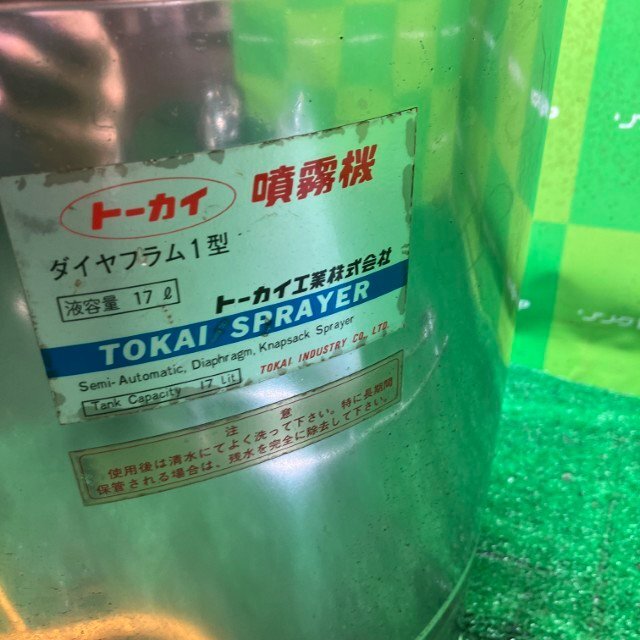 トーカイ 噴霧機
ダイヤフラム1型
液容量 17ℓ
トーカイ工業株式会社
TOKAI SPRAYER
Semi-Automatic, Diaphragm, Knapsack Sprayer
Tank Capacity 17 Lit
TOKAI INDUSTRY CO., LTD.
注意
使用後は清水にてよく洗って下さい。特に長期間
保管される場合は、残水を完全に除去して下さい。